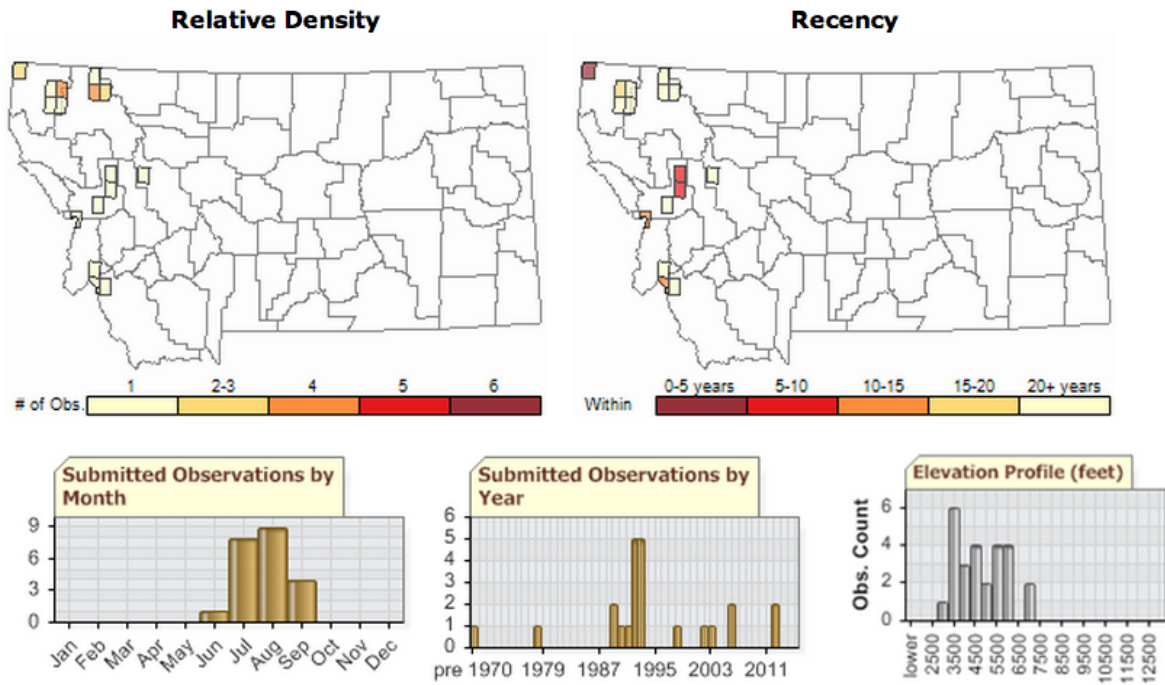 Relative Density
Recency
1 2-3 4 5 6
# of Obs.
0-5 years 5-10 10-15 15-20 20+ years
Within
Submitted Observations by
Month
9
6
3
0
Jan Feb Mar Apr May Jun Jul Aug Sep Oct Nov Dec
Submitted Observations by
Year
6
5
4
3
2
1
0
pre 1970 1979 1987 1995 2003 2011
Elevation Profile (feet)
Obs. Count
6
4
2
0
lower 2500 3500 4500 5500 6500 7500 8500 9500 10500 11500 12500